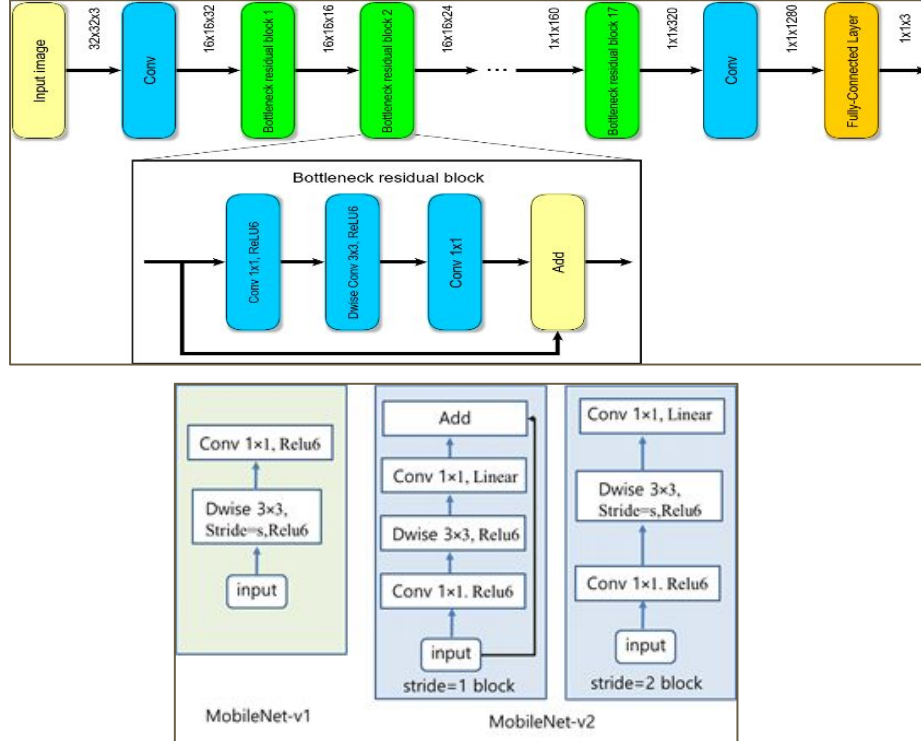 Input image
32x32x3
Conv
16x16x32
Bottleneck residual block 1
16x16x16
Bottleneck residual block 2
16x16x24
...
1x1x160
Bottleneck residual block 17
1x1x320
Conv
1x1x1280
Fully-Connected Layer
1x1x3
Bottleneck residual block
Conv 1x1, ReLU6
Dwise Conv 3x3, ReLU6
Conv 1x1
Add
Conv 1×1, Relu6
Dwise 3×3,
Stride=s,Relu6
input
MobileNet-v1
Add
Conv 1×1, Linear
Dwise 3×3, Relu6
Conv 1×1. Relu6
input
stride=1 block
Conv 1×1, Linear
Dwise 3×3,
Stride=s,Relu6
Conv 1×1. Relu6
input
stride=2 block
MobileNet-v2